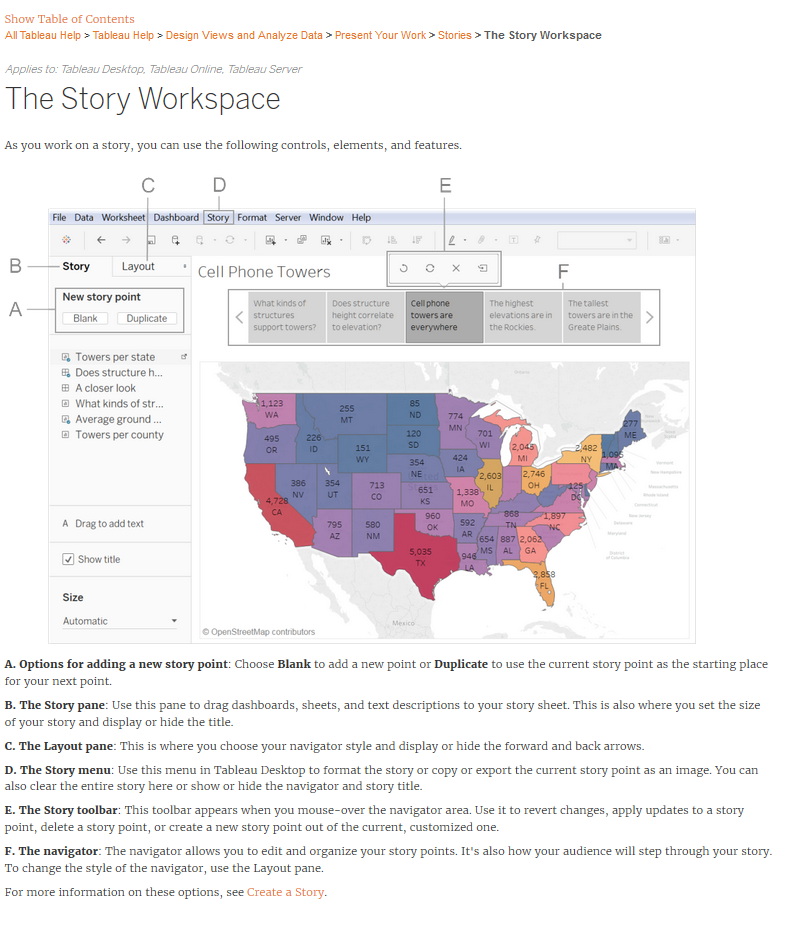 Show Table of Contents
All Tableau Help > Tableau Help > Design Views and Analyze Data > Present Your Work > Stories > The Story Workspace
Applies to: Tableau Desktop, Tableau Online, Tableau Server
The Story Workspace
As you work on a story, you can use the following controls, elements, and features.
C D E
File Data Worksheet Dashboard Story Format Server Window Help
B Story Layout
Cell Phone Towers
F
A
New story point
Blank Duplicate
What kinds of structures support towers?
Does structure height correlate to elevation?
Cell phone towers are everywhere
The highest elevations are in the Rockies.
The tallest towers are in the Greate Plains.
Towers per state
Does structure h...
A closer look
What kinds of str...
Average ground ...
Towers per county
A Drag to add text
Show title
Size
Automatic
1,123 WA
255 MT
85 ND
774 MN
277 ME
495 OR
226 ID
151 WY
120 SD
701 WI
2,045 MI
2,482 NY
1,095 MA
386 NV
354 UT
713 CO
354 NE
424 IA
2,603 IL
2,746 OH
125 DC
4,728 CA
651 KS
1,338 MO
795 AZ
580 NM
960 OK
592 AR
868 TN
1,897 NC
5,035 TX
946 LA
654 MS
887 AL
2,062 GA
2,858 FL
Mexico
© OpenStreetMap contributors
A. Options for adding a new story point: Choose Blank to add a new point or Duplicate to use the current story point as the starting place
for your next point.
B. The Story pane: Use this pane to drag dashboards, sheets, and text descriptions to your story sheet. This is also where you set the size
of your story and display or hide the title.
C. The Layout pane: This is where you choose your navigator style and display or hide the forward and back arrows.
D. The Story menu: Use this menu in Tableau Desktop to format the story or copy or export the current story point as an image. You can
also clear the entire story here or show or hide the navigator and story title.
E. The Story toolbar: This toolbar appears when you mouse-over the navigator area. Use it to revert changes, apply updates to a story
point, delete a story point, or create a new story point out of the current, customized one.
F. The navigator: The navigator allows you to edit and organize your story points. It's also how your audience will step through your story.
To change the style of the navigator, use the Layout pane.
For more information on these options, see Create a Story.